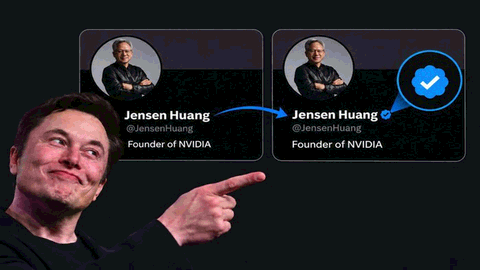 Jensen Huang
@JensenHuang
Founder of NVIDIA
Jensen Huang
@JensenHuang
Founder of NVIDIA